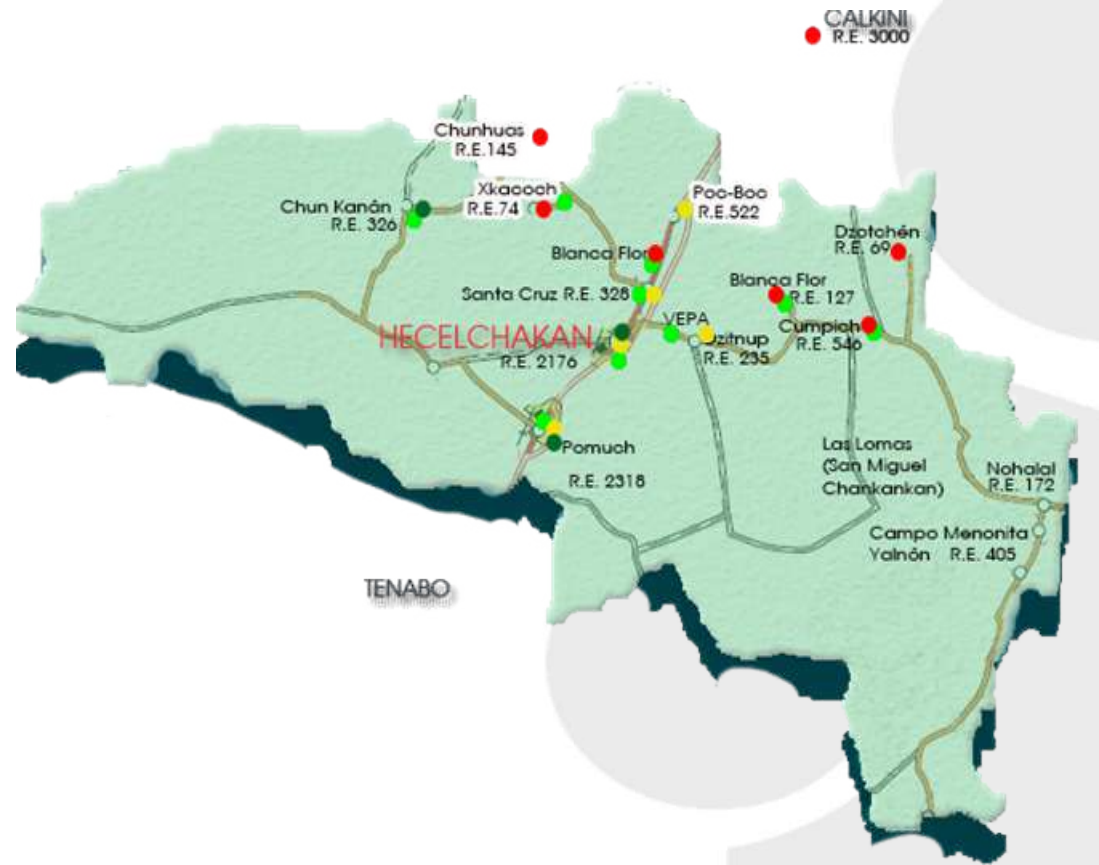 CALKINI
R.E. 3000
Chunhuas
R.E.145
Xkacoch
R.E.74
Poc-Boc
R.E.522
Chun Kanán
R.E. 326
Dzotchén
R.E. 69
Blanca Flor
Blanca Flor
R.E. 127
Santa Cruz R.E. 328
VEPA
Cumpich
R.E. 546
HECELCHAKAN
R.E. 2176
Dzitnup
R.E. 235
Pomuch
R.E. 2318
Las Lomas
(San Miguel
Chankankan)
Nohalal
R.E. 172
Campo Menonita
Yalnón R.E. 405
TENABO